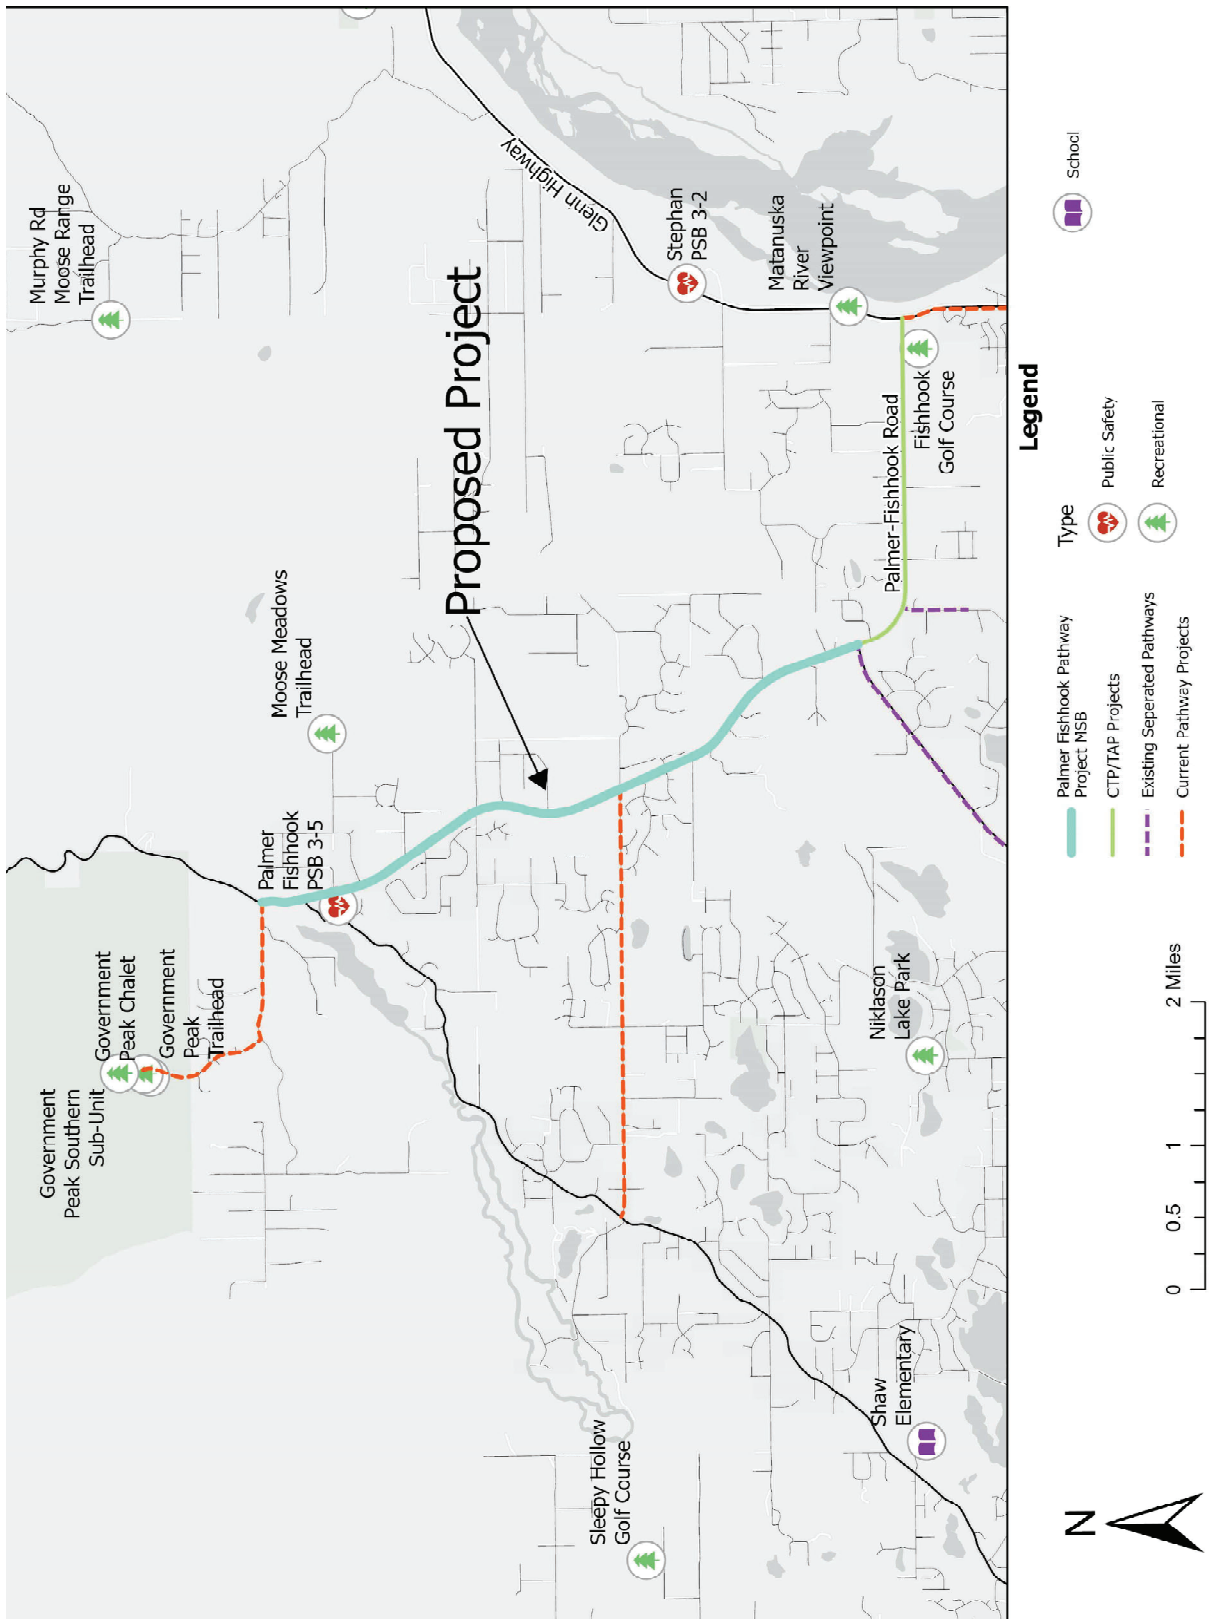 Murphy Rd
Moose Range
Trailhead
Glenn Highway
Stephan
PSB 3-2
Matanuska
River
Viewpoint
Proposed Project
Moose Meadows
Trailhead
Palmer-Fishhook Road
Fishhook
Golf Course
Palmer
Fishhook
PSB 3-5
Government
Peak Chalet
Government
Peak
Trailhead
Government
Peak Southern
Sub-Unit
Niklason
Lake Park
Sleepy Hollow
Golf Course
Shaw
Elementary
N
0 0.5 1 2 Miles
Legend
Palmer Fishhook Pathway
Project MSB
CTP/TAP Projects
Existing Seperated Pathways
Current Pathway Projects
Type
Public Safety
Recreational
School